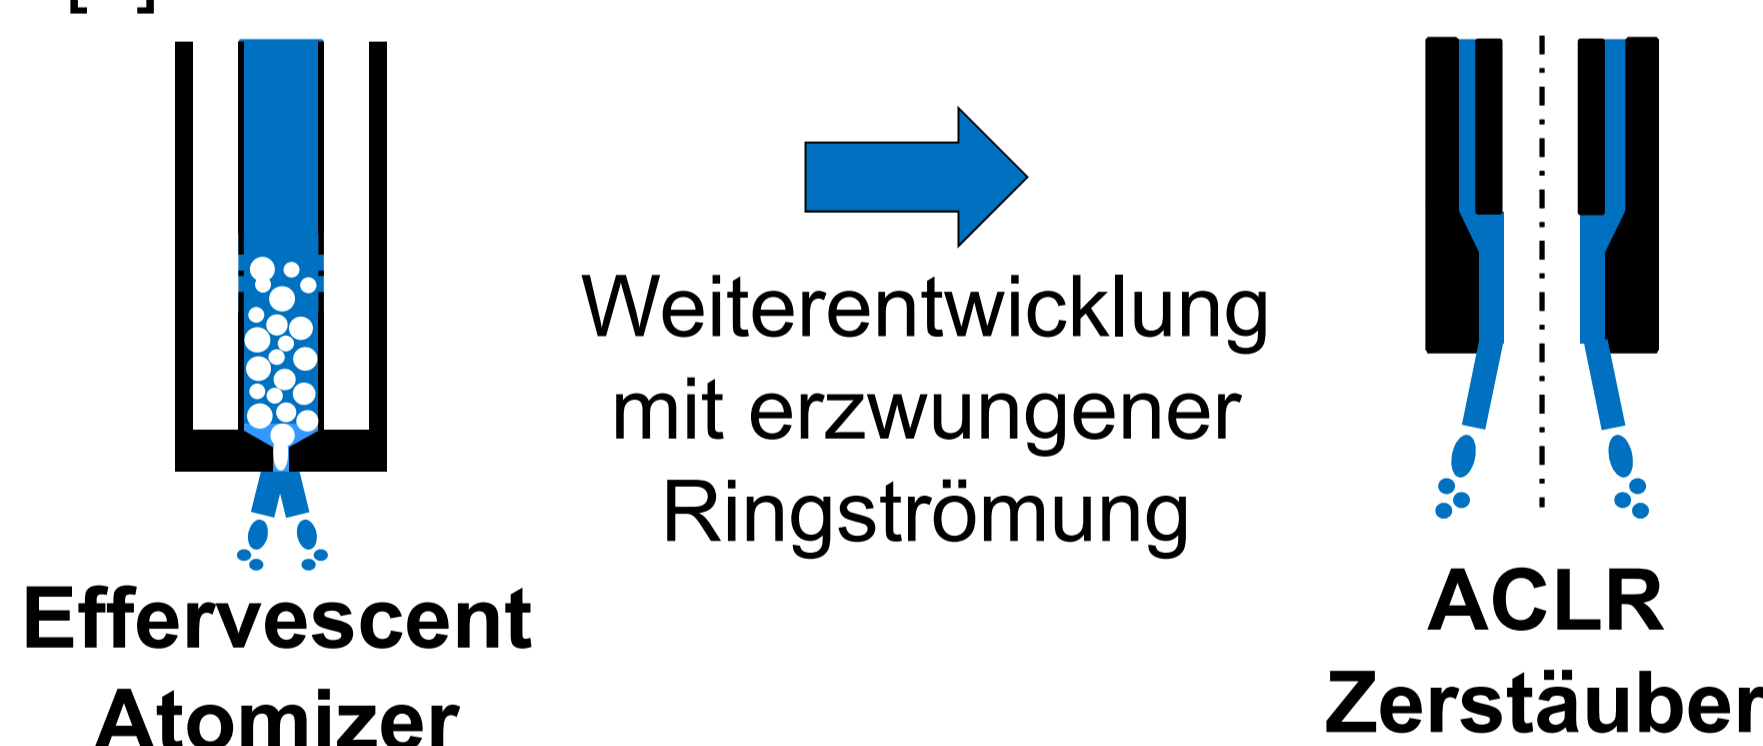 Weiterentwicklung
mit erzwungener
Ringströmung
Effervescent
Atomizer
ACLR
Zerstäuber